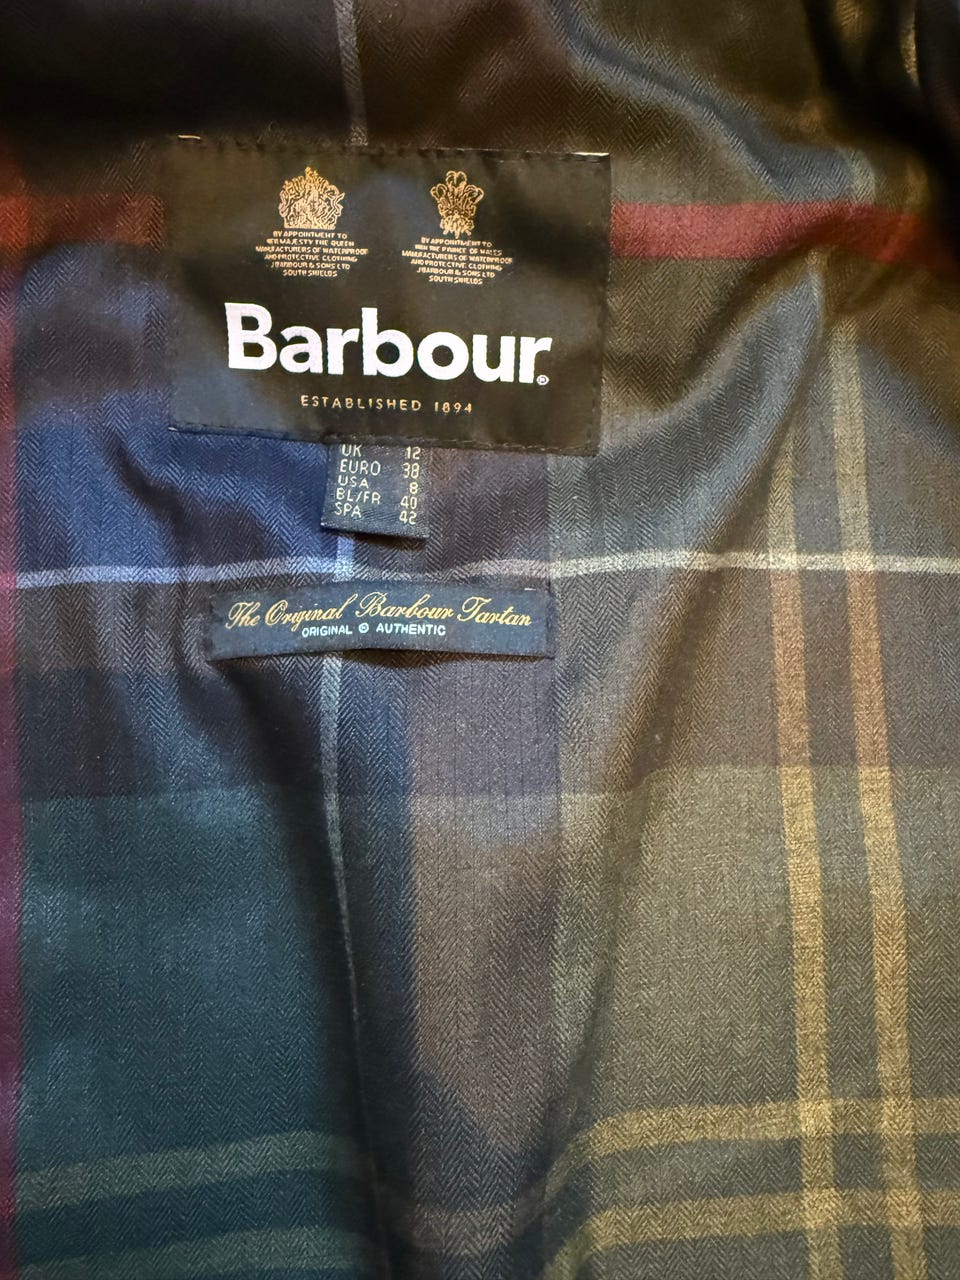 BY APPOINTMENT TO
HER MAJESTY THE QUEEN
MANUFACTURERS OF WATERPROOF
AND PROTECTIVE CLOTHING
J BARBOUR & SONS LTD
SOUTH SHIELDS
BY APPOINTMENT TO
HRH THE PRINCE OF WALES
MANUFACTURERS OF WATERPROOF
AND PROTECTIVE CLOTHING
J BARBOUR & SONS LTD
SOUTH SHIELDS
Barbour®
ESTABLISHED 1894
UK 12
EURO 38
USA 8
BL/FR 40
SPA 42
The Original Barbour Tartan
ORIGINAL © AUTHENTIC